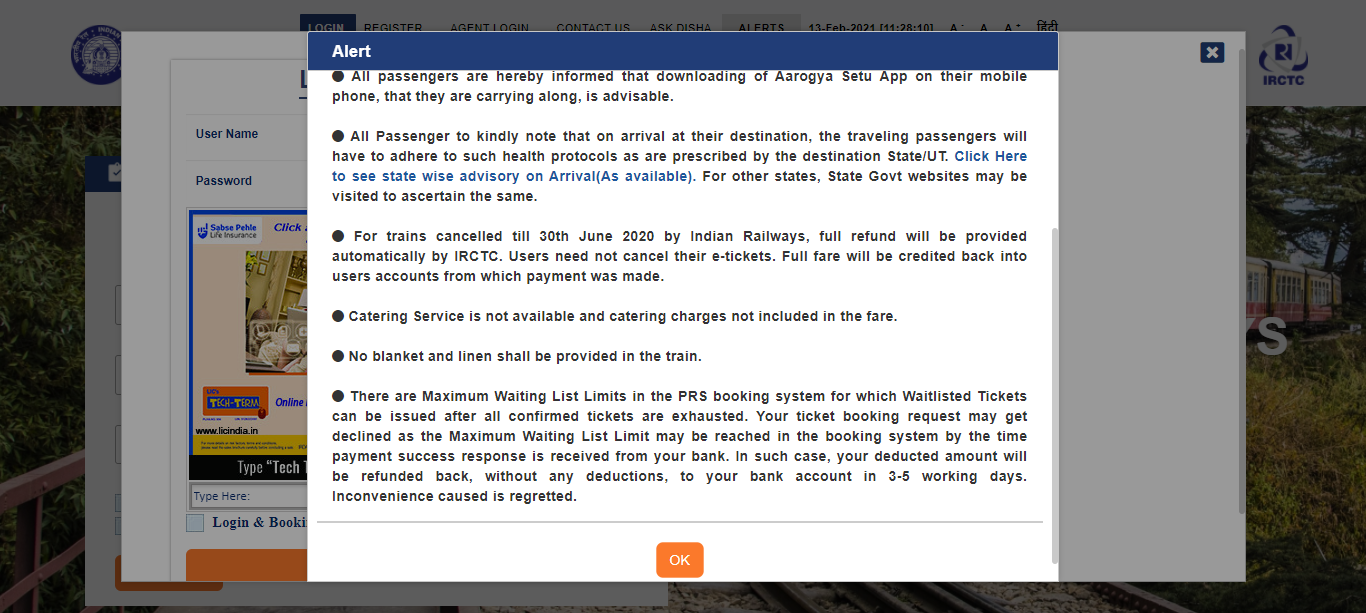 LOGIN REGISTER AGENT LOGIN CONTACT US ASK DISHA ALERTS 13-Feb-2021 [11:28:10] A- A A+ हिंदी
Alert
IRCTC
● All passengers are hereby informed that downloading of Aarogya Setu App on their mobile
phone, that they are carrying along, is advisable.
● All Passenger to kindly note that on arrival at their destination, the traveling passengers will
have to adhere to such health protocols as are prescribed by the destination State/UT. Click Here
to see state wise advisory on Arrival(As available). For other states, State Govt websites may be
visited to ascertain the same.
● For trains cancelled till 30th June 2020 by Indian Railways, full refund will be provided
automatically by IRCTC. Users need not cancel their e-tickets. Full fare will be credited back into
users accounts from which payment was made.
● Catering Service is not available and catering charges not included in the fare.
● No blanket and linen shall be provided in the train.
● There are Maximum Waiting List Limits in the PRS booking system for which Waitlisted Tickets
can be issued after all confirmed tickets are exhausted. Your ticket booking request may get
declined as the Maximum Waiting List Limit may be reached in the booking system by the time
payment success response is received from your bank. In such case, your deducted amount will
be refunded back, without any deductions, to your bank account in 3-5 working days.
Inconvenience caused is regretted.
OK
User Name
Password
Sabse Pehle
Life Insurance
Click
LIC's
TECH-TERM
Online
www.licindia.in
Type "Tech T
Type Here:
Login & Booki
YS